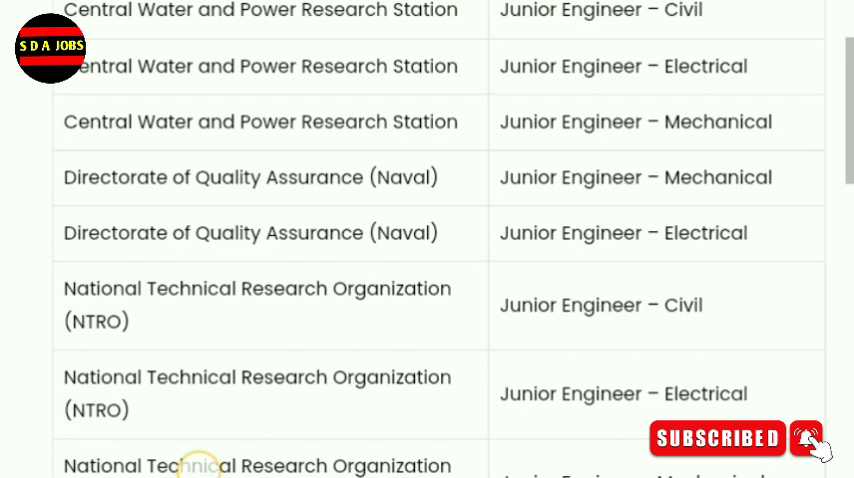 Central Water and Power Research Station
Junior Engineer – Civil
S D A JOBS
entral Water and Power Research Station
Junior Engineer – Electrical
Central Water and Power Research Station
Junior Engineer – Mechanical
Directorate of Quality Assurance (Naval)
Junior Engineer – Mechanical
Directorate of Quality Assurance (Naval)
Junior Engineer – Electrical
National Technical Research Organization
(NTRO)
Junior Engineer – Civil
National Technical Research Organization
(NTRO)
Junior Engineer – Electrical
SUBSCRIBED
National Technical Research Organization